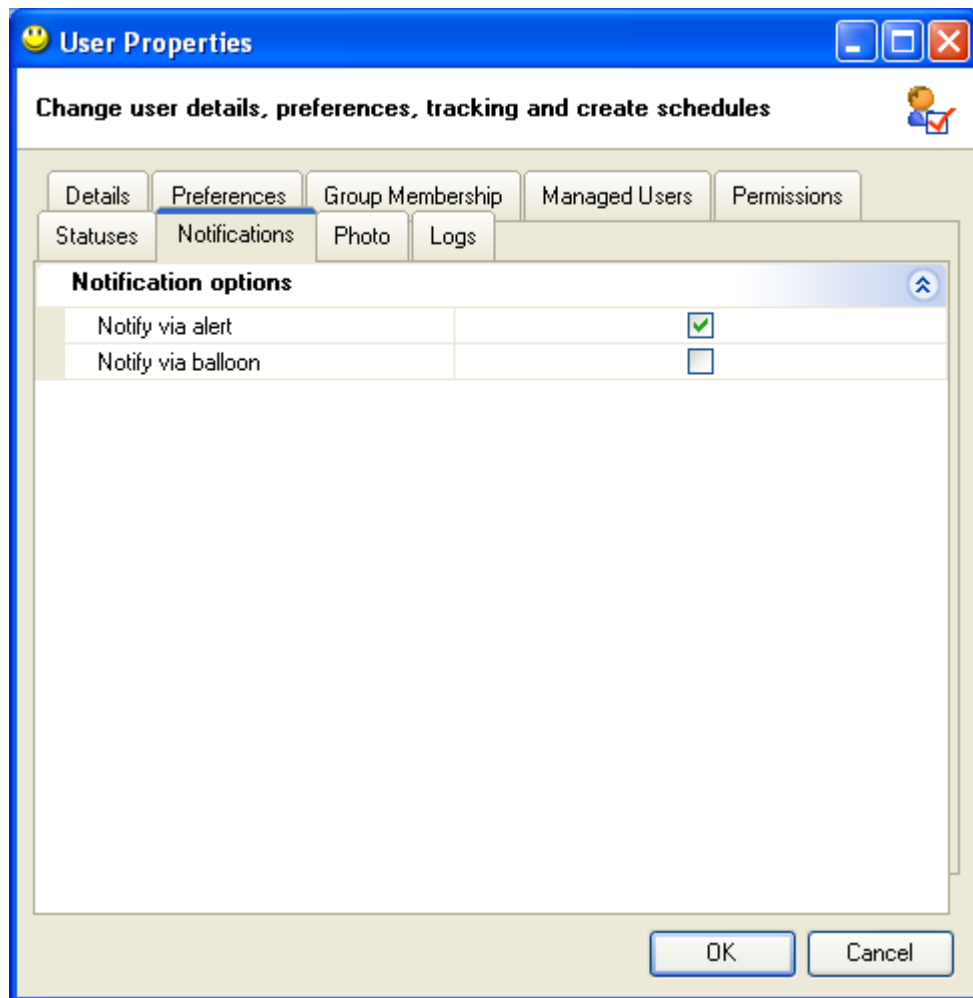 User Properties
Change user details, preferences, tracking and create schedules
Details Preferences Group Membership Managed Users Permissions
Statuses Notifications Photo Logs
Notification options
Notify via alert
Notify via balloon
OK Cancel